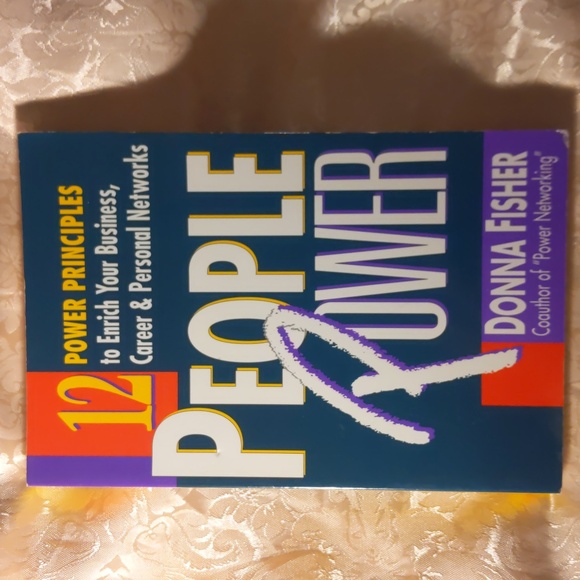 12 POWER PRINCIPLES
to Enrich Your Business,
Career & Personal Networks
PEOPLE
POWER
DONNA FISHER
Coauthor of "Power Networking"